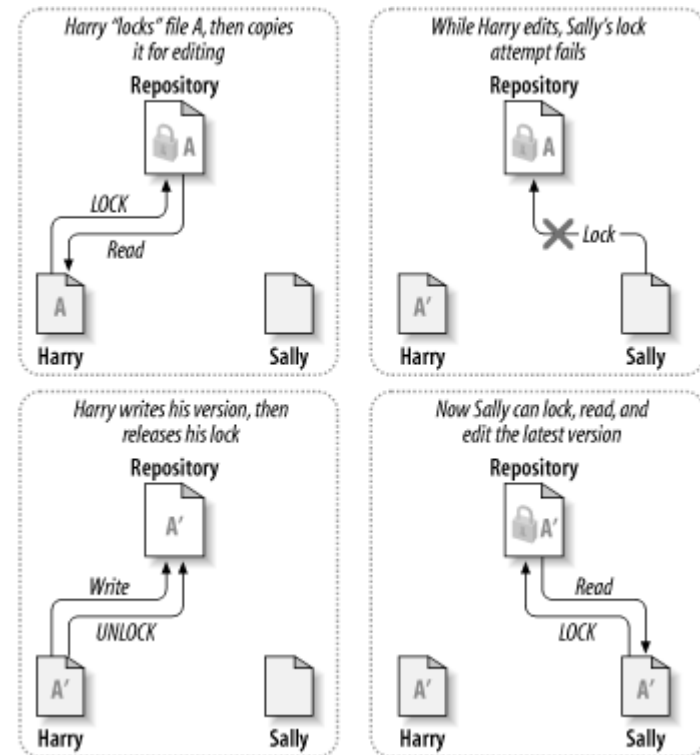 Harry “locks” file A, then copies
it for editing
Repository
A
LOCK
Read
A
Harry
Sally
While Harry edits, Sally’s lock
attempt fails
Repository
A
Lock
A′
Harry
Sally
Harry writes his version, then
releases his lock
Repository
A′
Write
UNLOCK
A′
Harry
Sally
Now Sally can lock, read, and
edit the latest version
Repository
A′
Read
LOCK
A′
A′
Harry
Sally